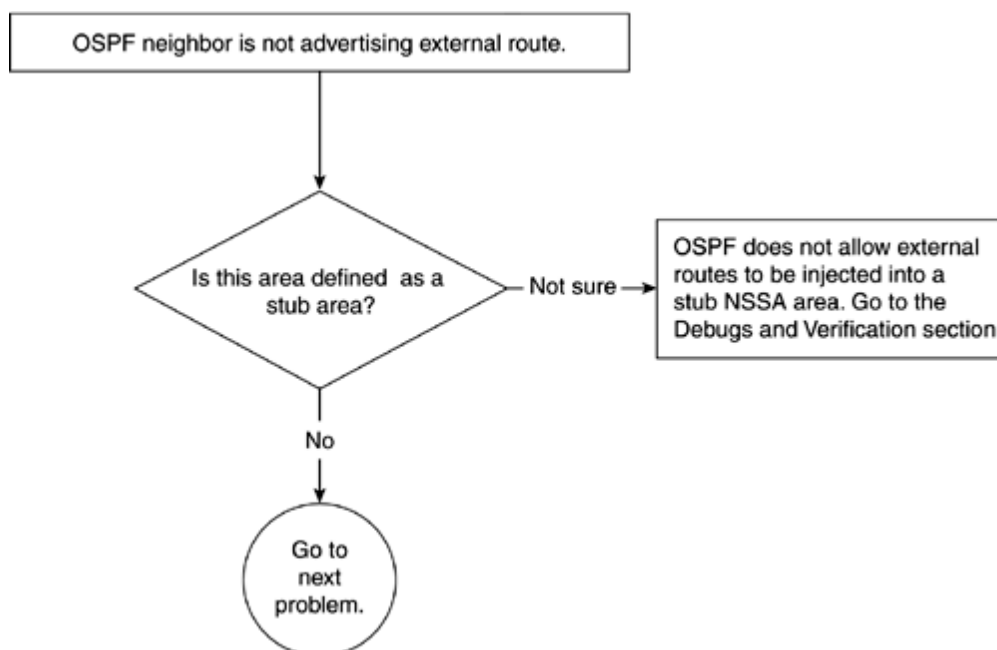 OSPF neighbor is not advertising external route.
Is this area defined as a
stub area?
Not sure
OSPF does not allow external
routes to be injected into a
stub NSSA area. Go to the
Debugs and Verification section
No
Go to
next
problem.